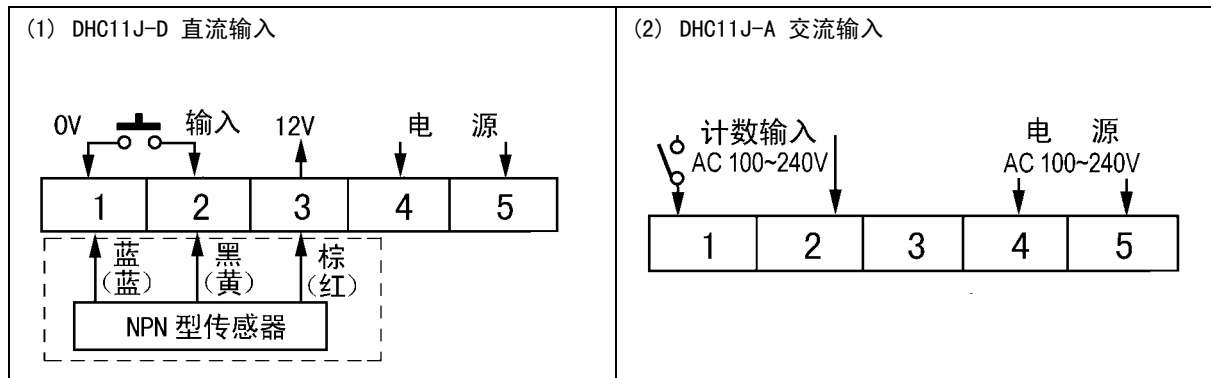 (1) DHC11J-D 直流输入
0V 输入 12V 电 源
1 2 3 4 5
蓝 黑 棕
(蓝) (黄) (红)
NPN 型传感器
(2) DHC11J-A 交流输入
计数输入 电 源
AC 100~240V AC 100~240V
1 2 3 4 5